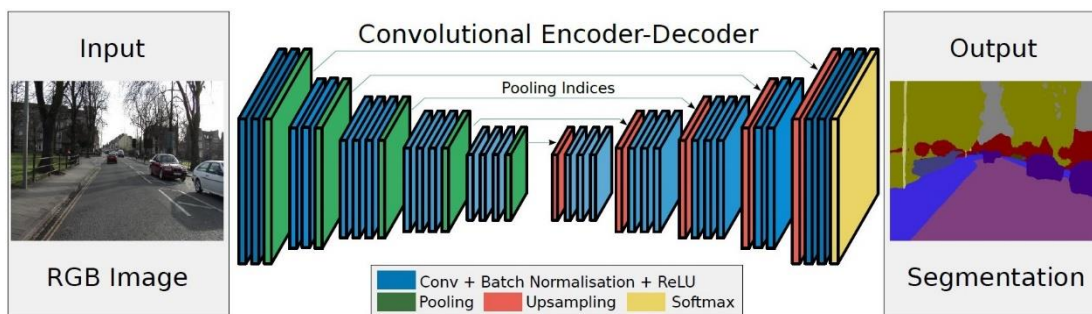 Input
RGB Image
Convolutional Encoder-Decoder
Pooling Indices
Conv + Batch Normalisation + ReLU
Pooling Upsampling Softmax
Output
Segmentation